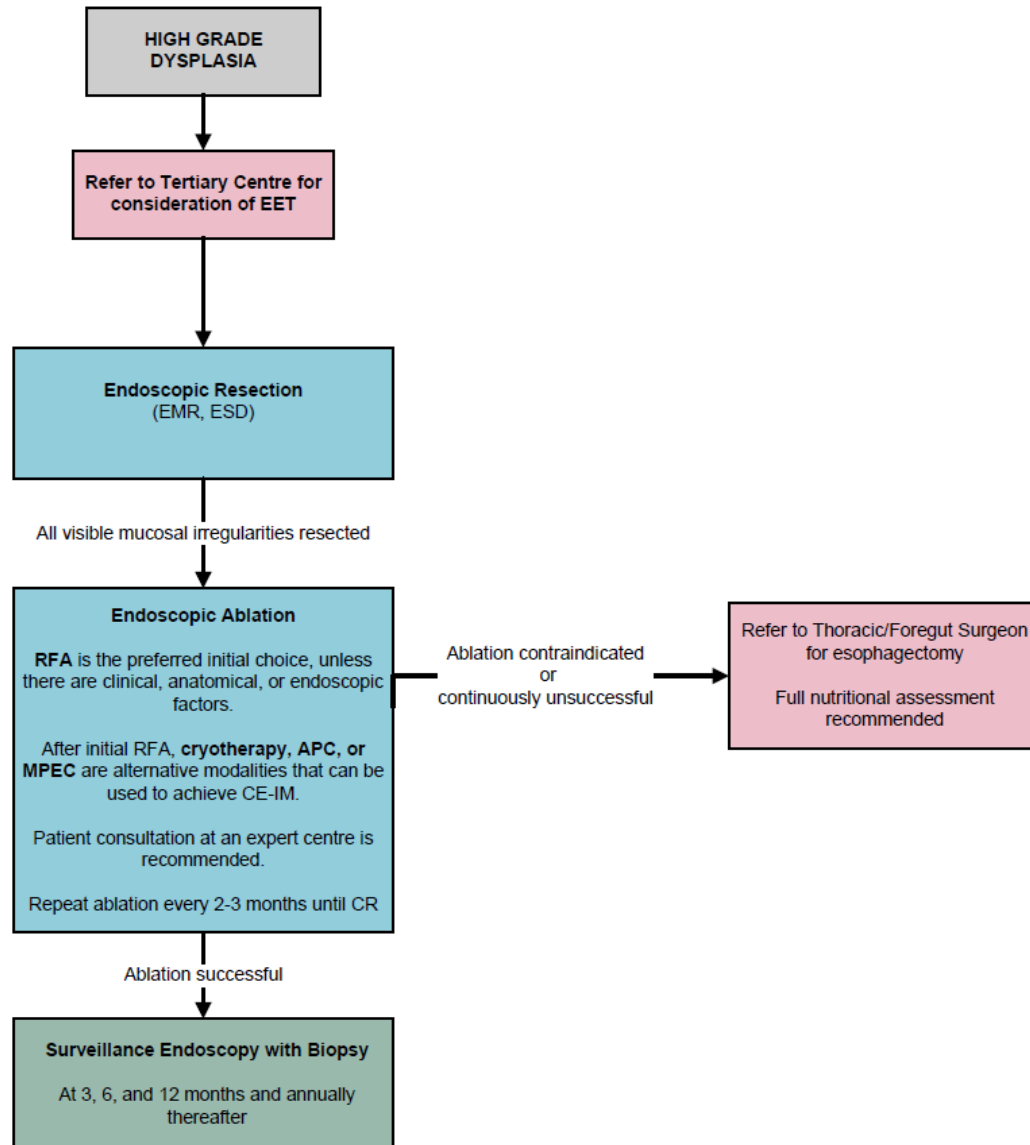 HIGH GRADE
DYSPLASIA
Refer to Tertiary Centre for
consideration of EET
Endoscopic Resection
(EMR, ESD)
All visible mucosal irregularities resected
Endoscopic Ablation
RFA is the preferred initial choice, unless
there are clinical, anatomical, or endoscopic
factors.
After initial RFA, cryotherapy, APC, or
MPEC are alternative modalities that can be
used to achieve CE-IM.
Patient consultation at an expert centre is
recommended.
Repeat ablation every 2-3 months until CR
Ablation contraindicated
or
continuously unsuccessful
Refer to Thoracic/Foregut Surgeon
for esophagectomy
Full nutritional assessment
recommended
Ablation successful
Surveillance Endoscopy with Biopsy
At 3, 6, and 12 months and annually
thereafter